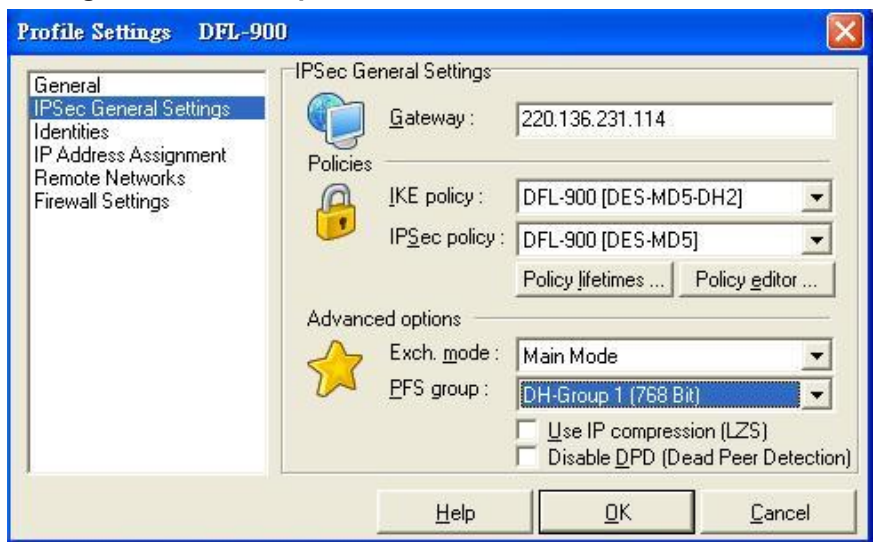 Profile Settings DFL-900
General
IPSec General Settings
Identities
IP Address Assignment
Remote Networks
Firewall Settings
IPSec General Settings
Gateway : 220.136.231.114
Policies
IKE policy : DFL-900 [DES-MD5-DH2]
IPSec policy : DFL-900 [DES-MD5]
Policy lifetimes ... Policy editor ...
Advanced options
Exch. mode : Main Mode
PFS group : DH-Group 1 (768 Bit)
Use IP compression (LZS)
Disable DPD (Dead Peer Detection)
Help OK Cancel